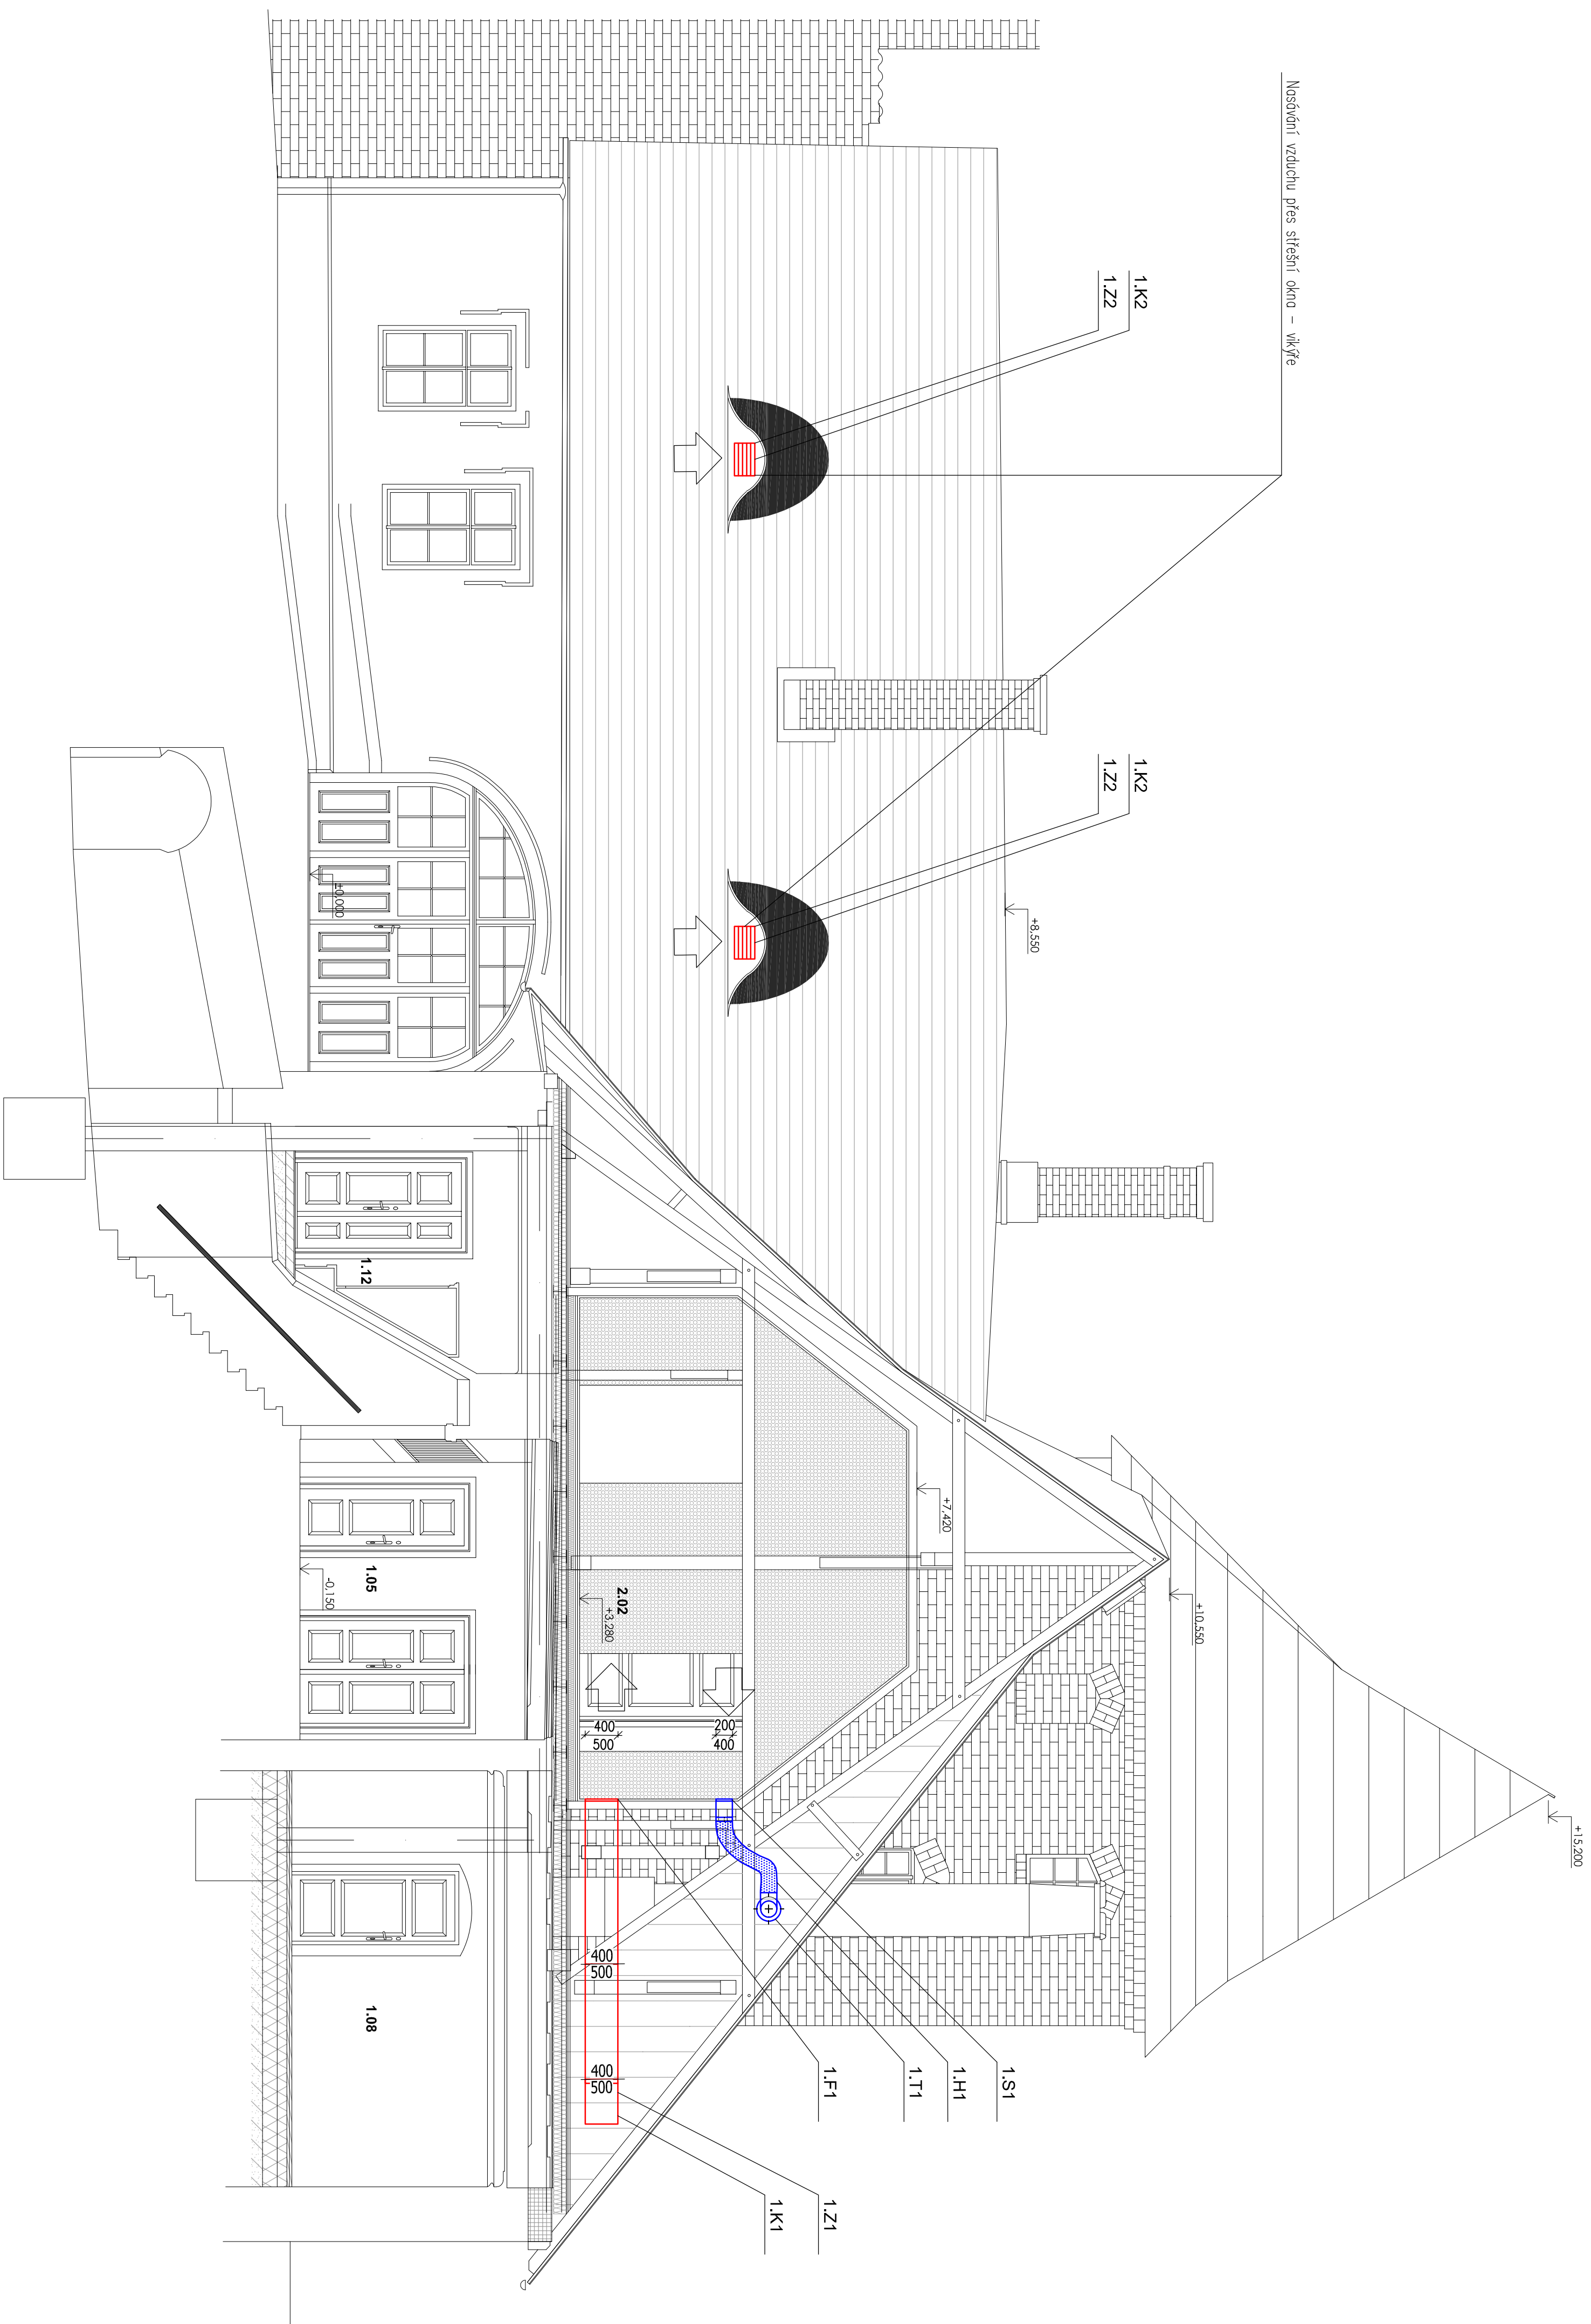 Nasávání vzduchu přes střešní okna – vikýře
1.K2
1.Z2
1.K2
1.Z2
+8,550
+15,200
+10,550
+7,420
±0,000
1.12
1.05
-0,150
2.02
+3,280
400
500
200
400
400
500
400
500
1.08
1.S1
1.H1
1.T1
1.F1
1.Z1
1.K1